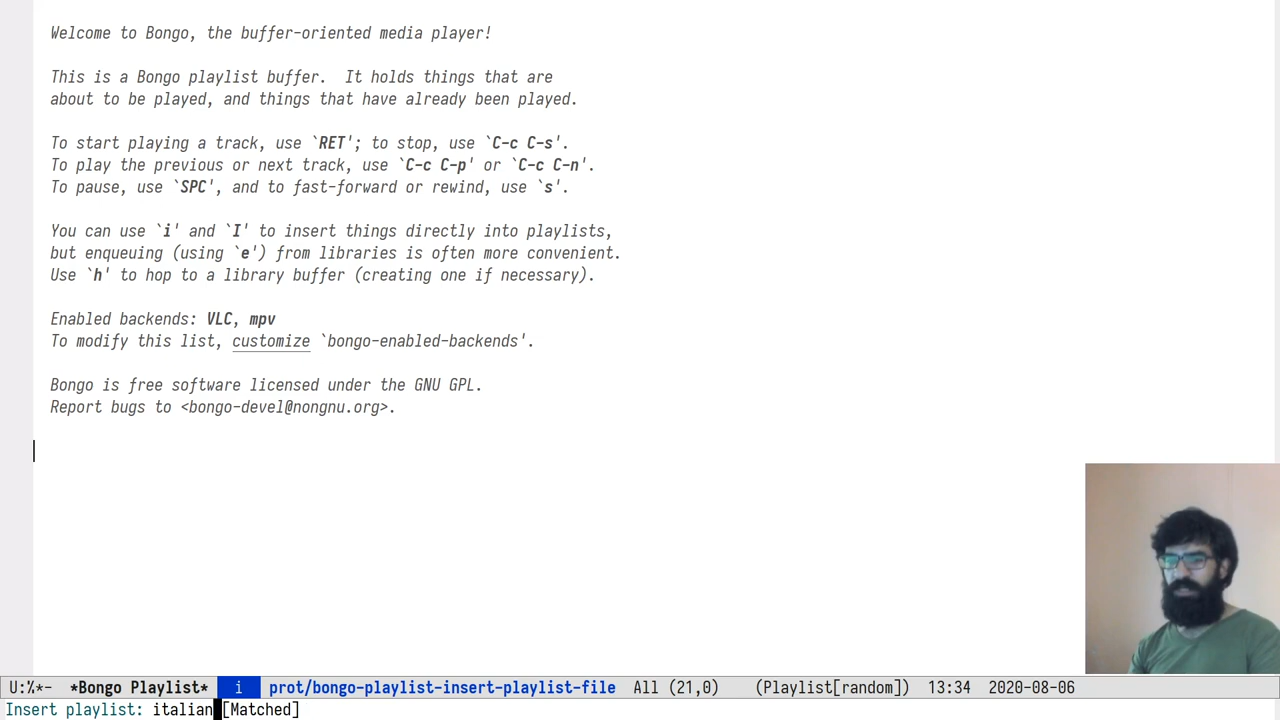 Welcome to Bongo, the buffer-oriented media player!
This is a Bongo playlist buffer.  It holds things that are
about to be played, and things that have already been played.
To start playing a track, use `RET'; to stop, use `C-c C-s'.
To play the previous or next track, use `C-c C-p' or `C-c C-n'.
To pause, use `SPC', and to fast-forward or rewind, use `s'.
You can use `i' and `I' to insert things directly into playlists,
but enqueuing (using `e') from libraries is often more convenient.
Use `h' to hop to a library buffer (creating one if necessary).
Enabled backends: VLC, mpv
To modify this list, customize `bongo-enabled-backends'.
Bongo is free software licensed under the GNU GPL.
Report bugs to <bongo-devel@nongnu.org>.
U:%*-  *Bongo Playlist*  i  prot/bongo-playlist-insert-playlist-file  All (21,0)  (Playlist[random])  13:34  2020-08-06
Insert playlist: italian [Matched]